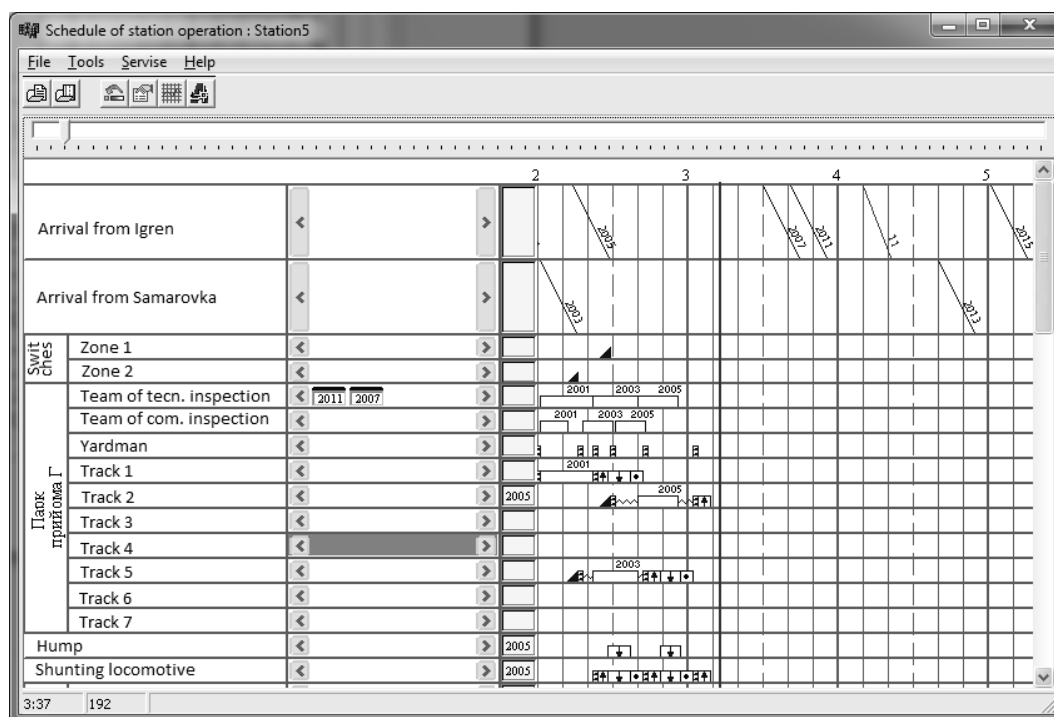 Schedule of station operation : Station5
File Tools Servise Help
2 3 4 5
Arrival from Igren
2005 2007 2011 11 2015
Arrival from Samarovka
2003 2013
Swit
ches
Zone 1
Zone 2
Team of tecn. inspection 2011 2007 2001 2003 2005
Team of com. inspection 2001 2003 2005
Парк
прийома Г
Yardman
Track 1 2001
Track 2 2005 2005
Track 3
Track 4
Track 5 2003
Track 6
Track 7
Hump 2005
Shunting locomotive 2005
3:37 192